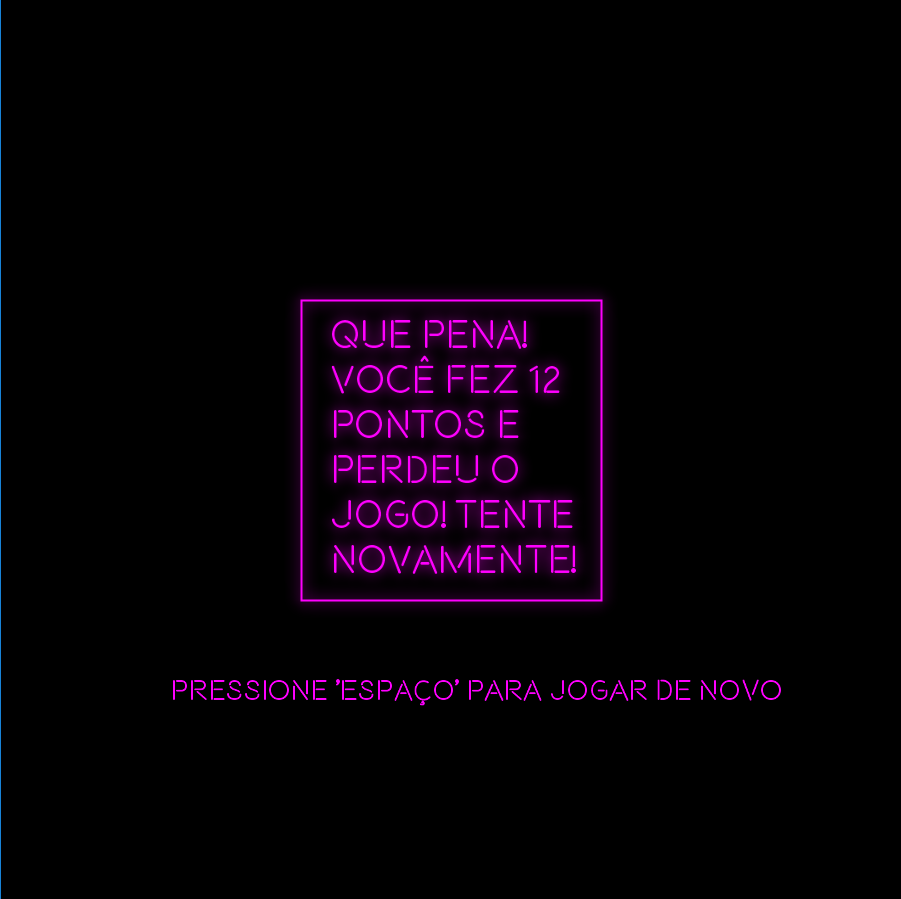 QUE PENA!
VOCÊ FEZ 12
PONTOS E
PERDEU O
JOGO! TENTE
NOVAMENTE!
PRESSIONE 'ESPAÇO' PARA JOGAR DE NOVO